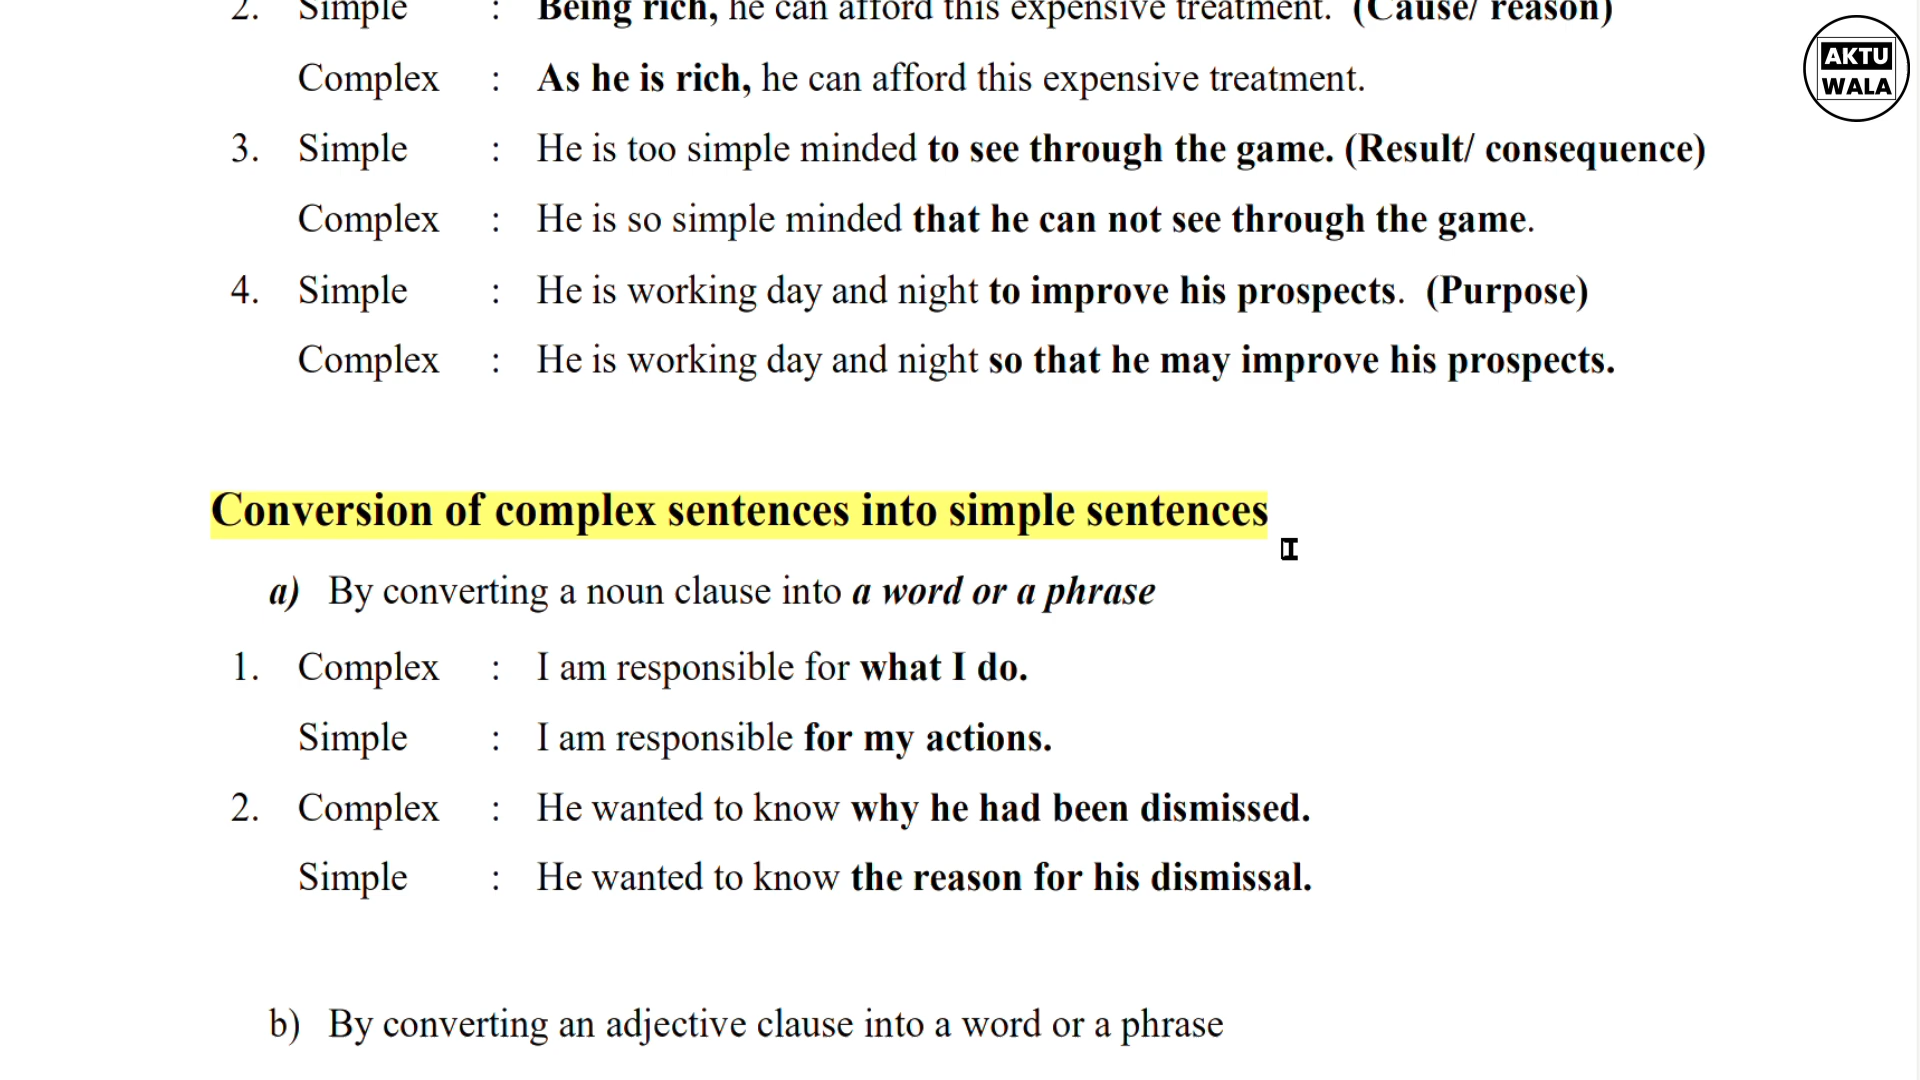 2. Simple : Being rich, he can afford this expensive treatment. (Cause/ reason)
AKTU
WALA
Complex : As he is rich, he can afford this expensive treatment.
3. Simple : He is too simple minded to see through the game. (Result/ consequence)
Complex : He is so simple minded that he can not see through the game.
4. Simple : He is working day and night to improve his prospects. (Purpose)
Complex : He is working day and night so that he may improve his prospects.
Conversion of complex sentences into simple sentences
a) By converting a noun clause into a word or a phrase
1. Complex : I am responsible for what I do.
Simple : I am responsible for my actions.
2. Complex : He wanted to know why he had been dismissed.
Simple : He wanted to know the reason for his dismissal.
b) By converting an adjective clause into a word or a phrase